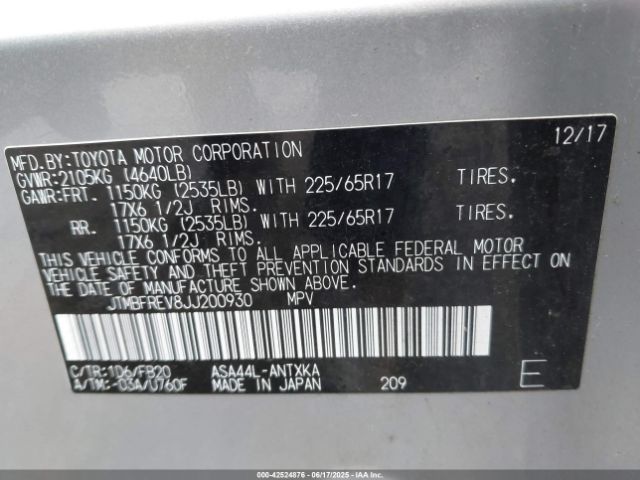 MFD.BY:TOYOTA MOTOR CORPORATION 12/17
GVWR:2105KG (4640LB)
GAWR:FRT. 1150KG (2535LB) WITH 225/65R17 TIRES.
17X6 1/2J RIMS.
RR. 1150KG (2535LB) WITH 225/65R17 TIRES.
17X6 1/2J RIMS.
THIS VEHICLE CONFORMS TO ALL APPLICABLE FEDERAL MOTOR
VEHICLE SAFETY AND THEFT PREVENTION STANDARDS IN EFFECT ON
THE DATE OF MANUFACTURE SHOWN ABOVE.
JTMBFREV8JJ200930 MPV
C/TR:1D6/FB20 ASA44L-ANTXKA
A/TM:-03A/U760F MADE IN JAPAN 209 E
000-42524876 - 06/17/2025 - IAAI.COM